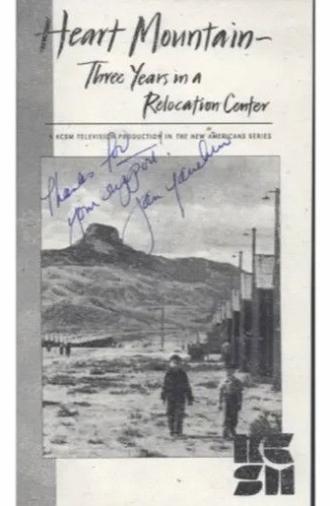 Heart Mountain-
Three Years in a
Relocation Center
A KCSM TELEVISION PRODUCTION IN THE NEW AMERICANS SERIES
Thanks for
your support
Jan
KCSM